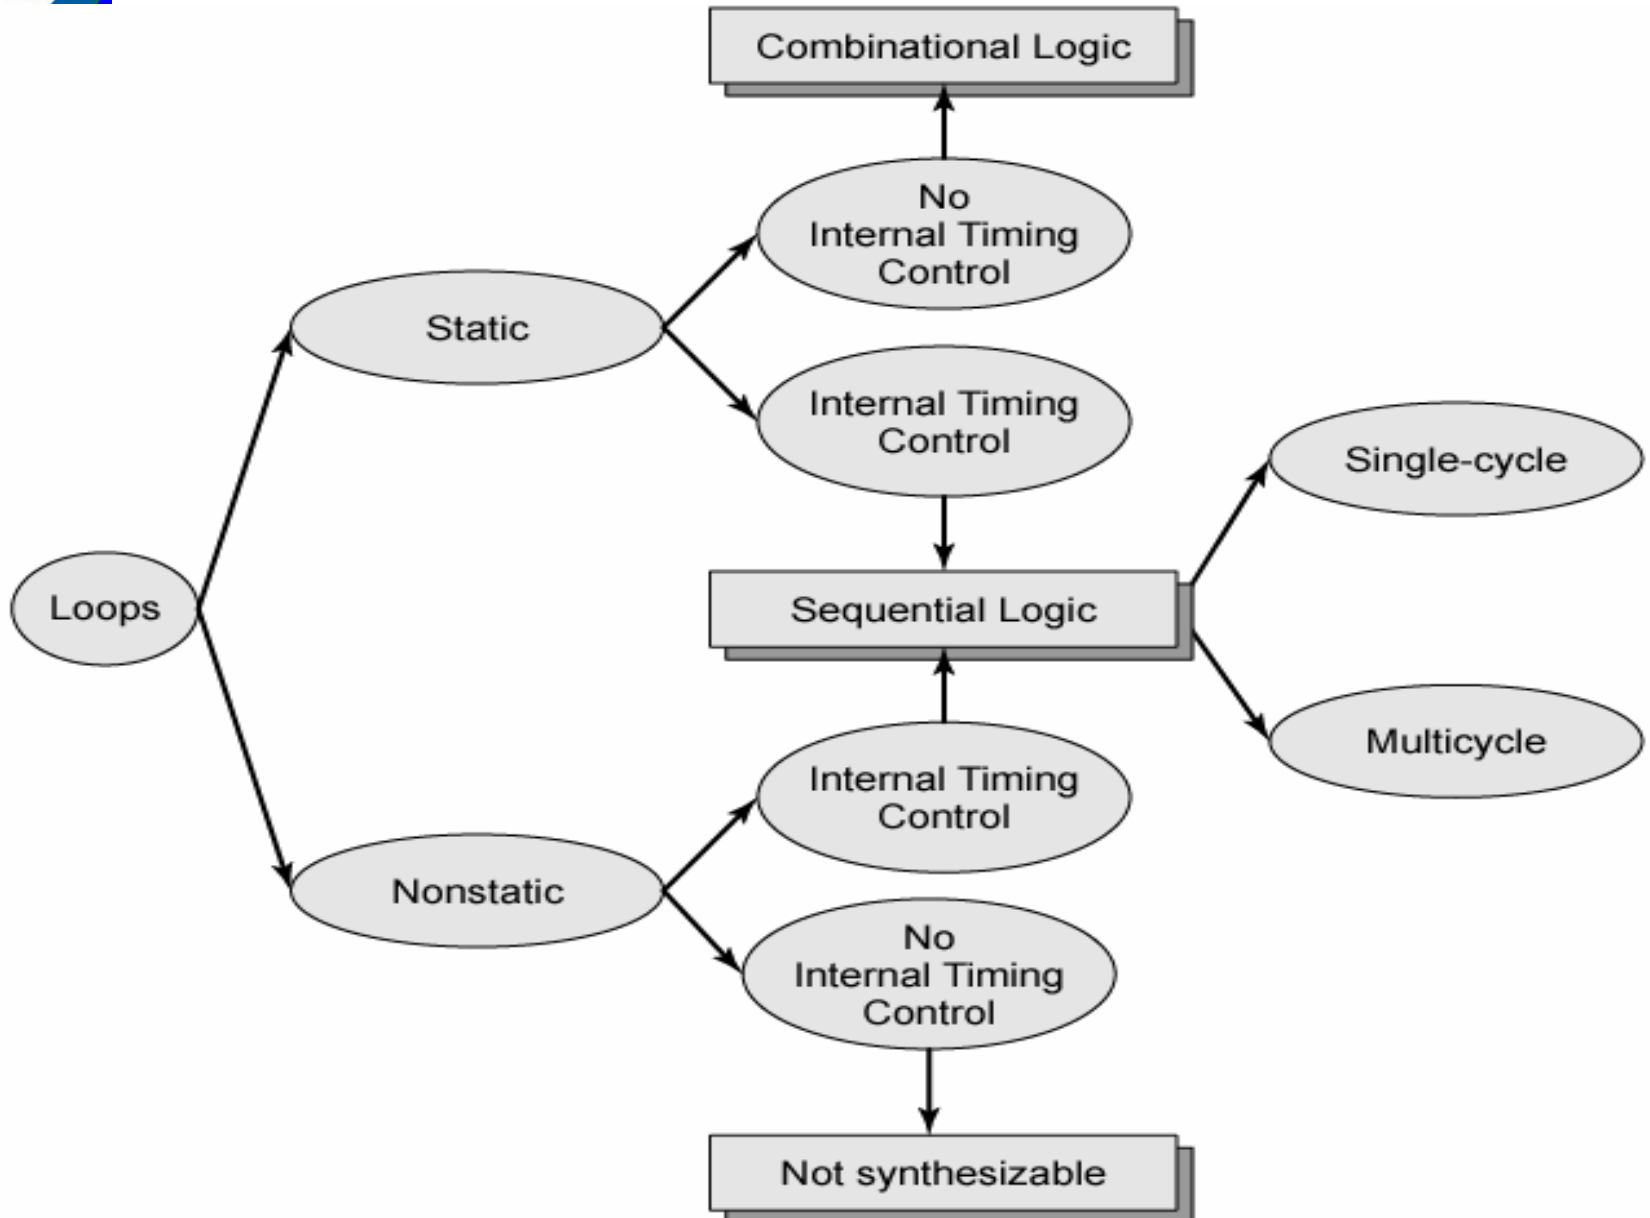 Combinational Logic
No
Internal Timing
Control
Static
Internal Timing
Control
Single-cycle
Loops
Sequential Logic
Multicycle
Internal Timing
Control
Nonstatic
No
Internal Timing
Control
Not synthesizable